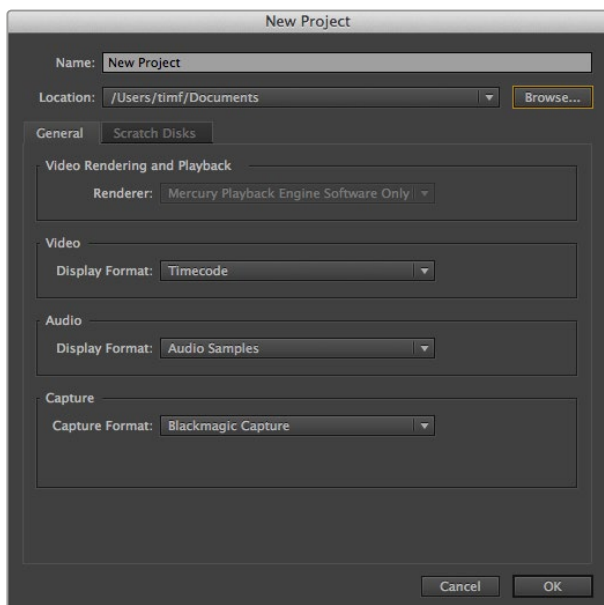 New Project
Name: New Project
Location: /Users/timf/Documents Browse...
General Scratch Disks
Video Rendering and Playback
Renderer: Mercury Playback Engine Software Only
Video
Display Format: Timecode
Audio
Display Format: Audio Samples
Capture
Capture Format: Blackmagic Capture
Cancel OK